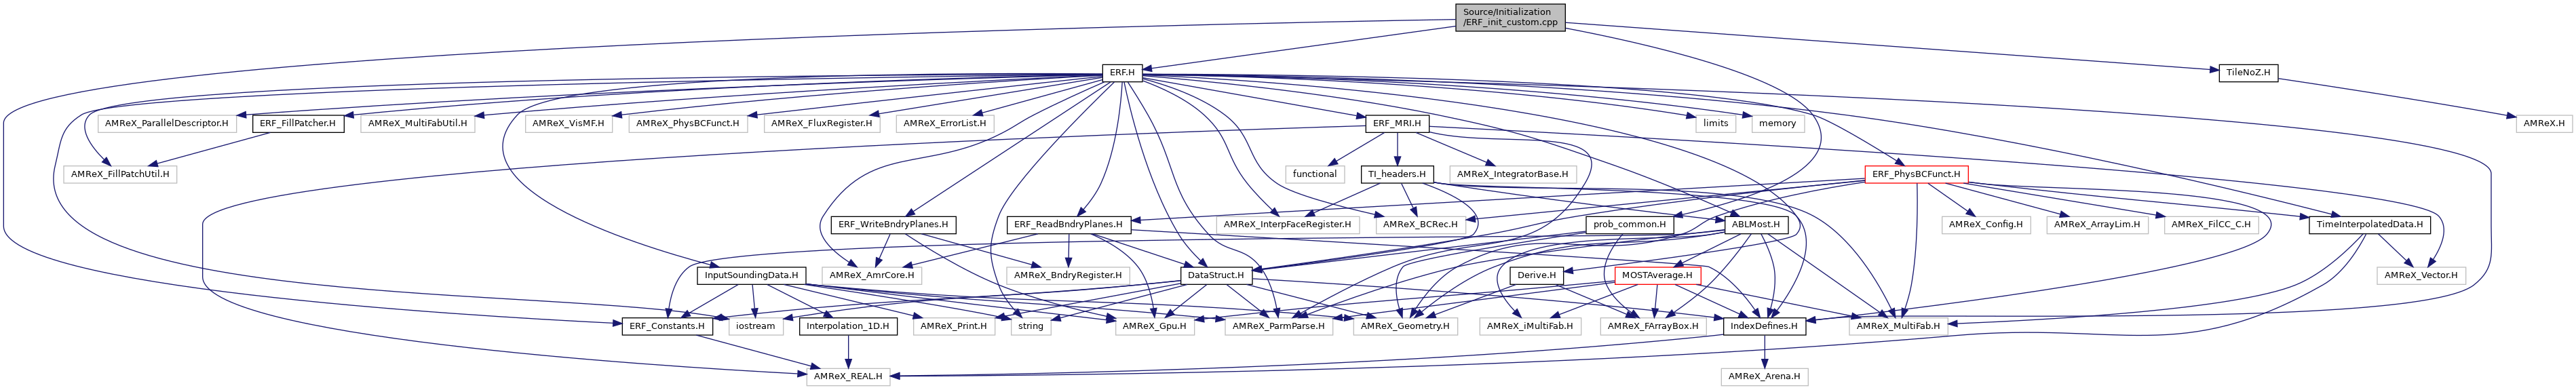 Source/Initialization
/ERF_init_custom.cpp
ERF.H
TileNoZ.H
AMReX_ParallelDescriptor.H
ERF_FillPatcher.H
AMReX_MultiFabUtil.H
AMReX_VisMF.H
AMReX_PhysBCFunct.H
AMReX_FluxRegister.H
AMReX_ErrorList.H
ERF_MRI.H
limits
memory
AMReX.H
AMReX_FillPatchUtil.H
functional
TI_headers.H
AMReX_IntegratorBase.H
ERF_PhysBCFunct.H
ERF_WriteBndryPlanes.H
ERF_ReadBndryPlanes.H
AMReX_InterpFaceRegister.H
AMReX_BCRec.H
prob_common.H
ABLMost.H
AMReX_Config.H
AMReX_ArrayLim.H
AMReX_FilCC_C.H
TimeInterpolatedData.H
InputSoundingData.H
AMReX_AmrCore.H
AMReX_BndryRegister.H
DataStruct.H
Derive.H
MOSTAverage.H
AMReX_Vector.H
ERF_Constants.H
iostream
Interpolation_1D.H
AMReX_Print.H
string
AMReX_Gpu.H
AMReX_ParmParse.H
AMReX_Geometry.H
AMReX_iMultiFab.H
AMReX_FArrayBox.H
IndexDefines.H
AMReX_MultiFab.H
AMReX_REAL.H
AMReX_Arena.H